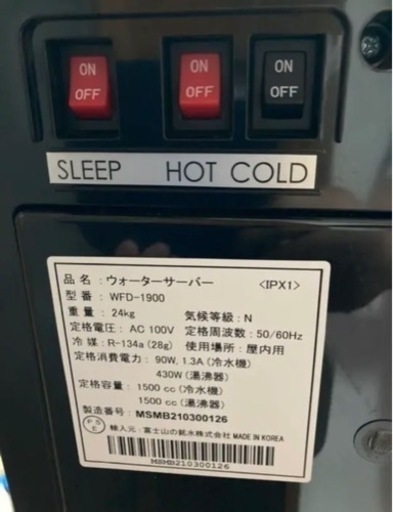 ON ON ON
OFF OFF OFF
SLEEP HOT COLD
品 名 : ウォーターサーバー <IPX1>
型 番 : WFD-1900
重 量 : 24kg 気候等級 : N
定格電圧 : AC 100V 定格周波数 : 50/60Hz
冷 媒 : R-134a (28g) 使用場所 : 屋内用
定格消費電力 : 90W, 1.3A (冷水機)
430W (湯沸器)
定格容量 : 1500 cc (冷水機)
1500 cc (湯沸器)
製造番号 : MSMB210300126
PSE 輸入元 : 富士山の銘水株式会社 MADE IN KOREA
MSMB210300126